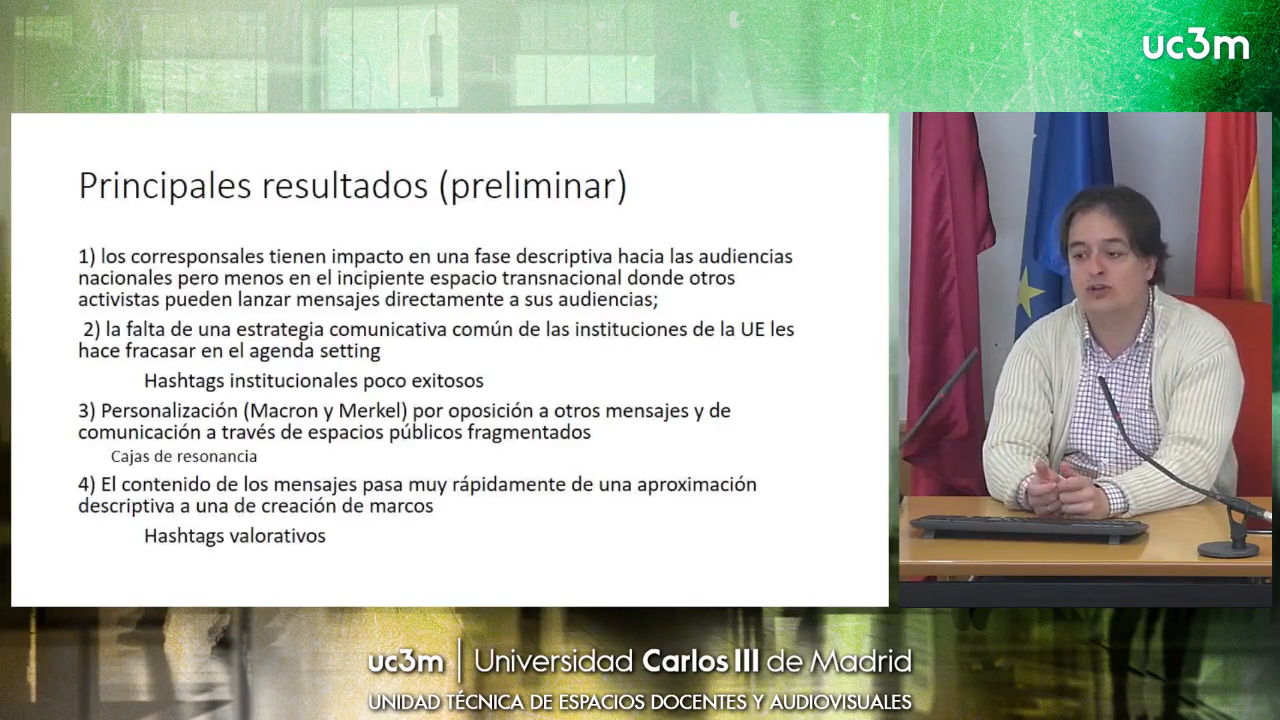 uc3m
Principales resultados (preliminar)
1) los corresponsales tienen impacto en una fase descriptiva hacia las audiencias
nacionales pero menos en el incipiente espacio transnacional donde otros
activistas pueden lanzar mensajes directamente a sus audiencias;
2) la falta de una estrategia comunicativa común de las instituciones de la UE les
hace fracasar en el agenda setting
Hashtags institucionales poco exitosos
3) Personalización (Macron y Merkel) por oposición a otros mensajes y de
comunicación a través de espacios públicos fragmentados
Cajas de resonancia
4) El contenido de los mensajes pasa muy rápidamente de una aproximación
descriptiva a una de creación de marcos
Hashtags valorativos
uc3m | Universidad Carlos III de Madrid
UNIDAD TÉCNICA DE ESPACIOS DOCENTES Y AUDIOVISUALES